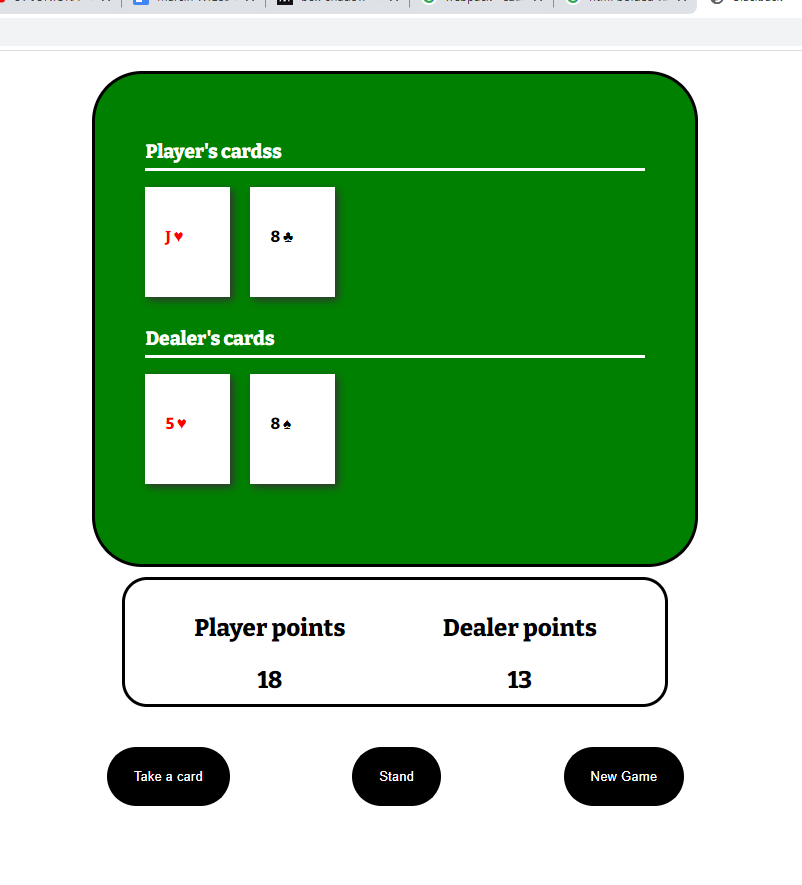 Player's cardss
J ♥
8 ♣
Dealer's cards
5 ♥
8 ♠
Player points Dealer points
18 13
Take a card Stand New Game